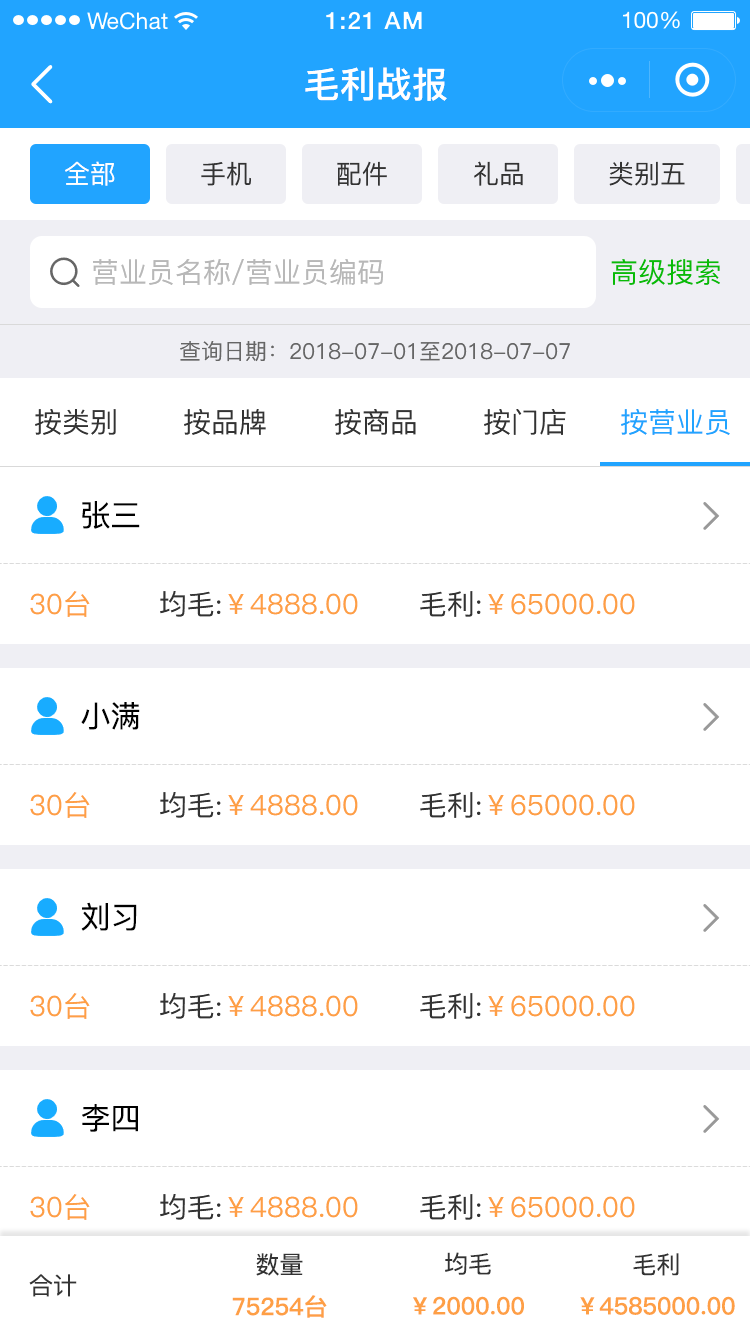 WeChat 1:21 AM 100%
毛利战报
全部 手机 配件 礼品 类别五
营业员名称/营业员编码 高级搜索
查询日期：2018-07-01至2018-07-07
按类别 按品牌 按商品 按门店 按营业员
张三
30台 均毛:￥4888.00 毛利:￥65000.00
小满
30台 均毛:￥4888.00 毛利:￥65000.00
刘习
30台 均毛:￥4888.00 毛利:￥65000.00
李四
30台 均毛:￥4888.00 毛利:￥65000.00
合计 数量 均毛 毛利
75254台 ￥2000.00 ￥4585000.00